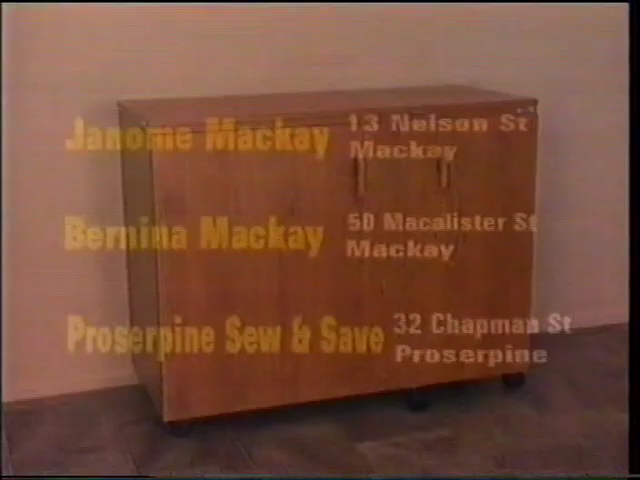 Janome Mackay 13 Nelson St
Mackay
Bernina Mackay 50 Macalister St
Mackay
Proserpine Sew & Save 32 Chapman St
Proserpine